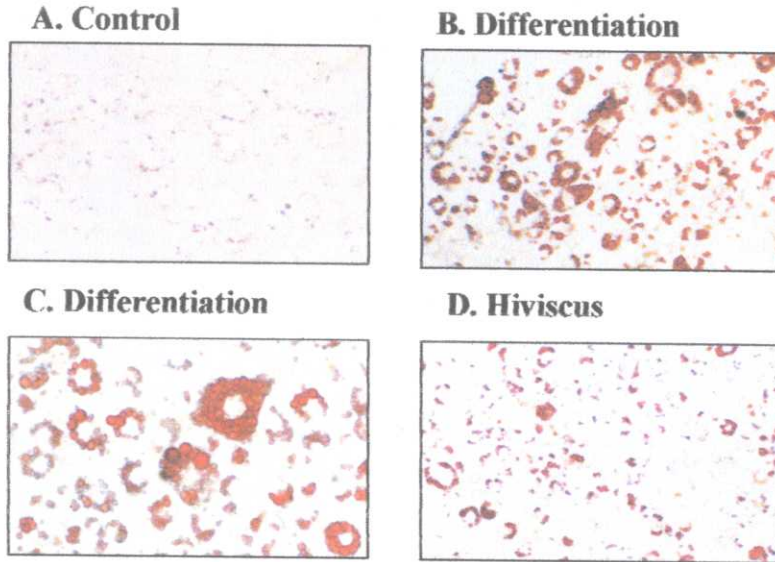 A. Control
B. Differentiation
C. Differentiation
D. Hiviscus